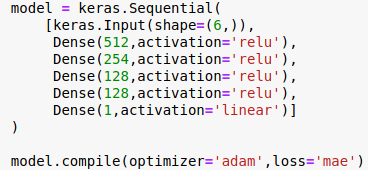 model = keras.Sequential(
    [keras.Input(shape=(6,)),
     Dense(512,activation='relu'),
     Dense(254,activation='relu'),
     Dense(128,activation='relu'),
     Dense(128,activation='relu'),
     Dense(1,activation='linear')]
)

model.compile(optimizer='adam',loss='mae')